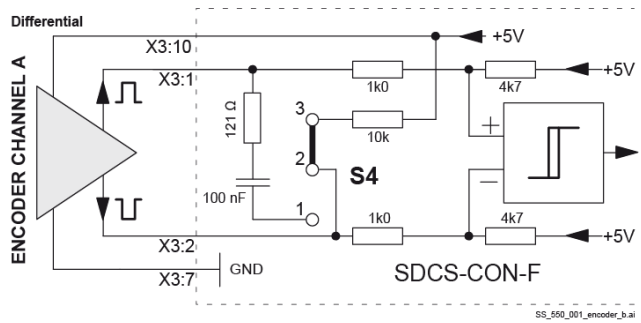 Differential
ENCODER CHANNEL A
X3:10
+5V
X3:1
1k0
4k7
+5V
121 Ω
3
10k
+
2
S4
−
100 nF
1
1k0
4k7
X3:2
+5V
X3:7
GND
SDCS-CON-F
SS_550_001_encoder_b.ai